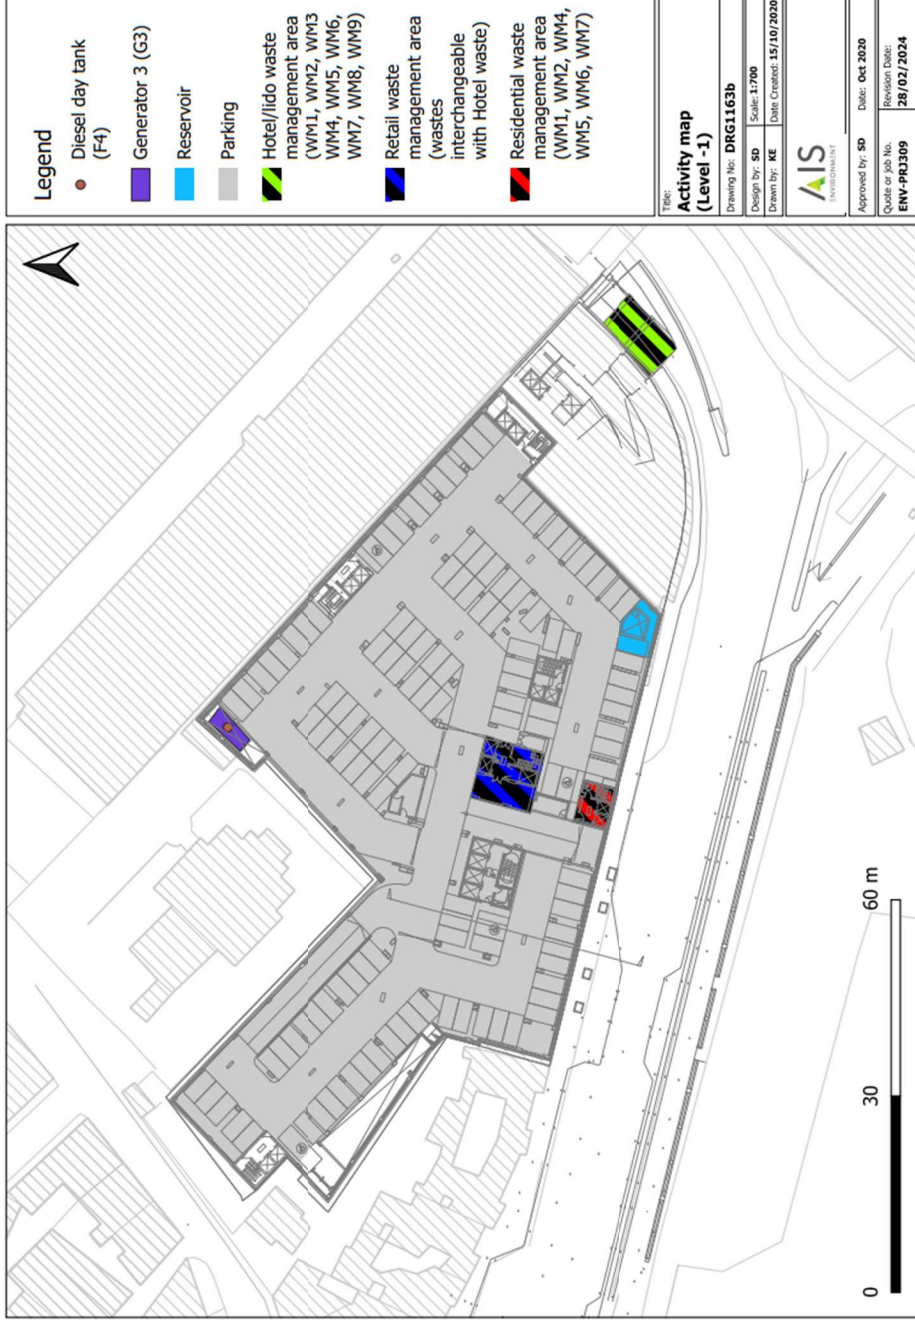 Legend
Diesel day tank
(F4)
Generator 3 (G3)
Reservoir
Parking
Hotel/lido waste
management area
(WM1, WM2, WM3
WM4, WM5, WM6,
WM7, WM8, WM9)
Retail waste
management area
(wastes
interchangeable
with Hotel waste)
Residential waste
management area
(WM1, WM2, WM4,
WM5, WM6, WM7)
Title:
Activity map
(Level -1)
Drawing No: DRG1163b
Design by: SD
Scale: 1:700
Drawn by: KE
Date Created: 15/10/2020
AIS
ENVIRONMENT
Approved by: SD
Date: Oct 2020
Quote or Job No.
ENV-PRJ309
Revision Date:
28/02/2024
0
30
60 m